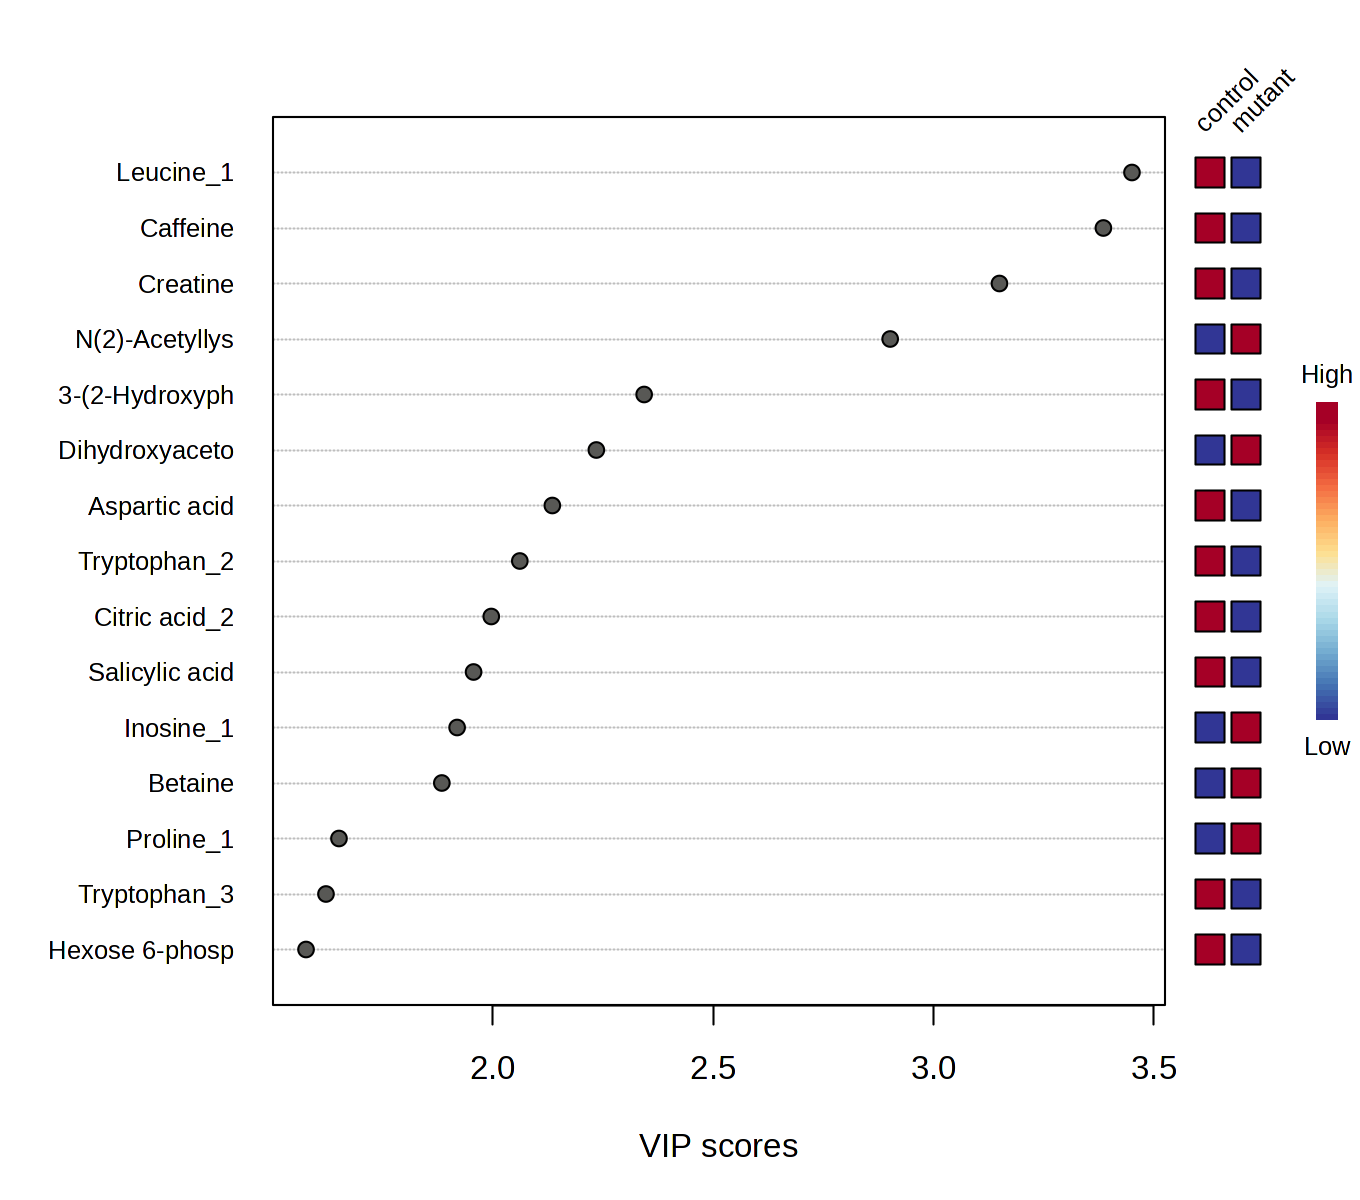 control
mutant
Leucine_1
Caffeine
Creatine
N(2)-Acetyllys
3-(2-Hydroxyph
Dihydroxyaceto
Aspartic acid
Tryptophan_2
Citric acid_2
Salicylic acid
Inosine_1
Betaine
Proline_1
Tryptophan_3
Hexose 6-phosp
High
Low
2.0 2.5 3.0 3.5
VIP scores